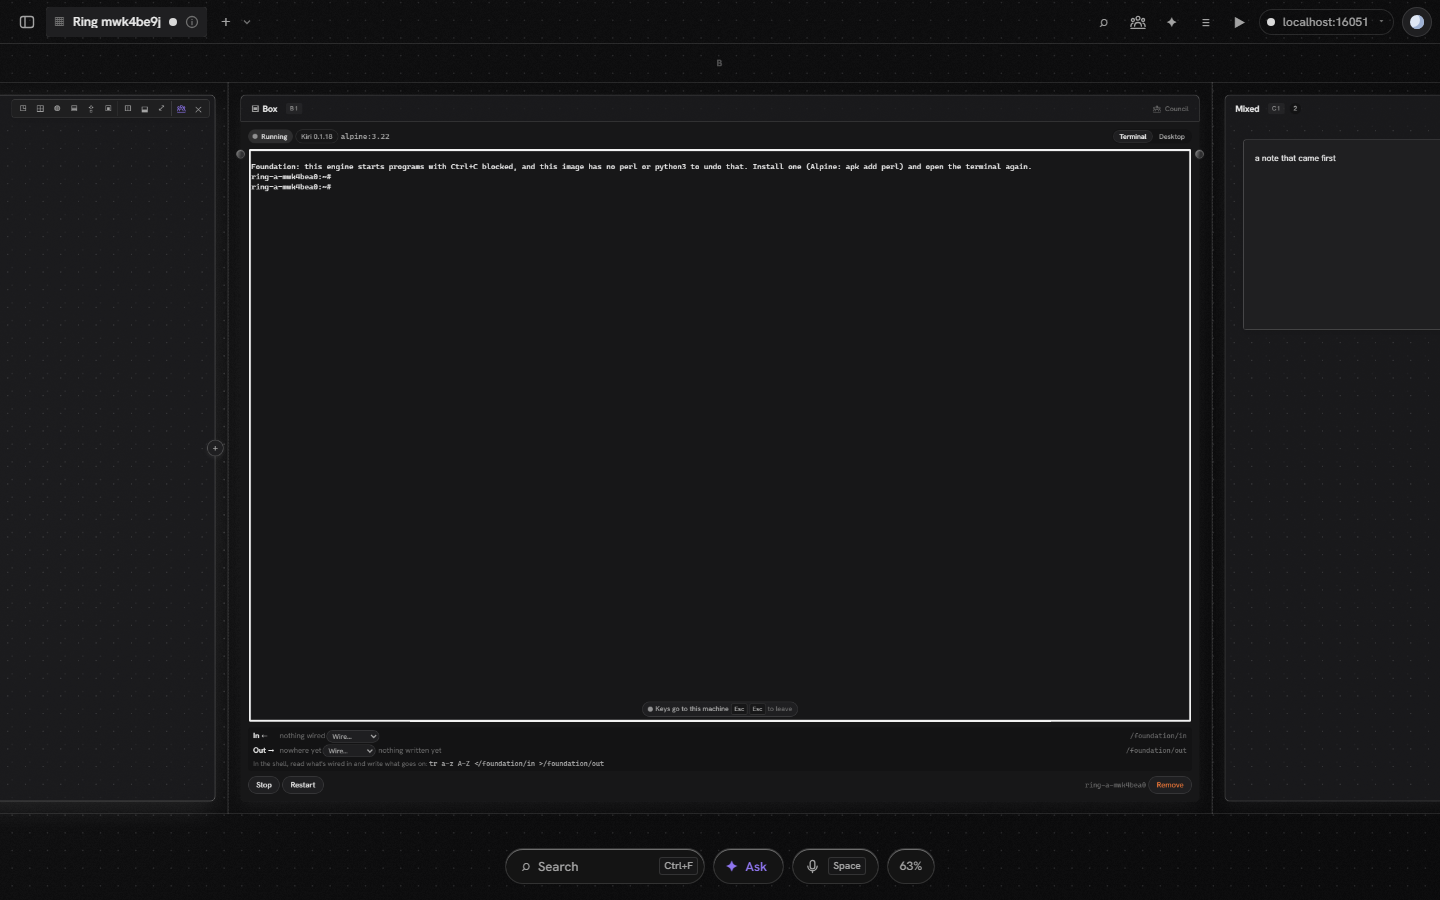 Ring mwk4be9j
localhost:16051
B
Box B1
Council
Mixed C1 2
Running Kiri 0.1.18 alpine:3.22
Terminal Desktop
a note that came first
Foundation: this engine starts programs with Ctrl+C blocked, and this image has no perl or python3 to undo that. Install one (Alpine: apk add perl) and open the terminal again.
ring-a-mwk4bea0:~#
ring-a-mwk4bea0:~#
Keys go to this machine Esc Esc to leave
In ← nothing wired Wire… /foundation/in
Out → nowhere yet Wire… nothing written yet /foundation/out
In the shell, read what's wired in and write what goes on: tr a-z A-Z </foundation/in >/foundation/out
Stop Restart ring-a-mwk4bea0 Remove
Search Ctrl+F Ask Space 63%